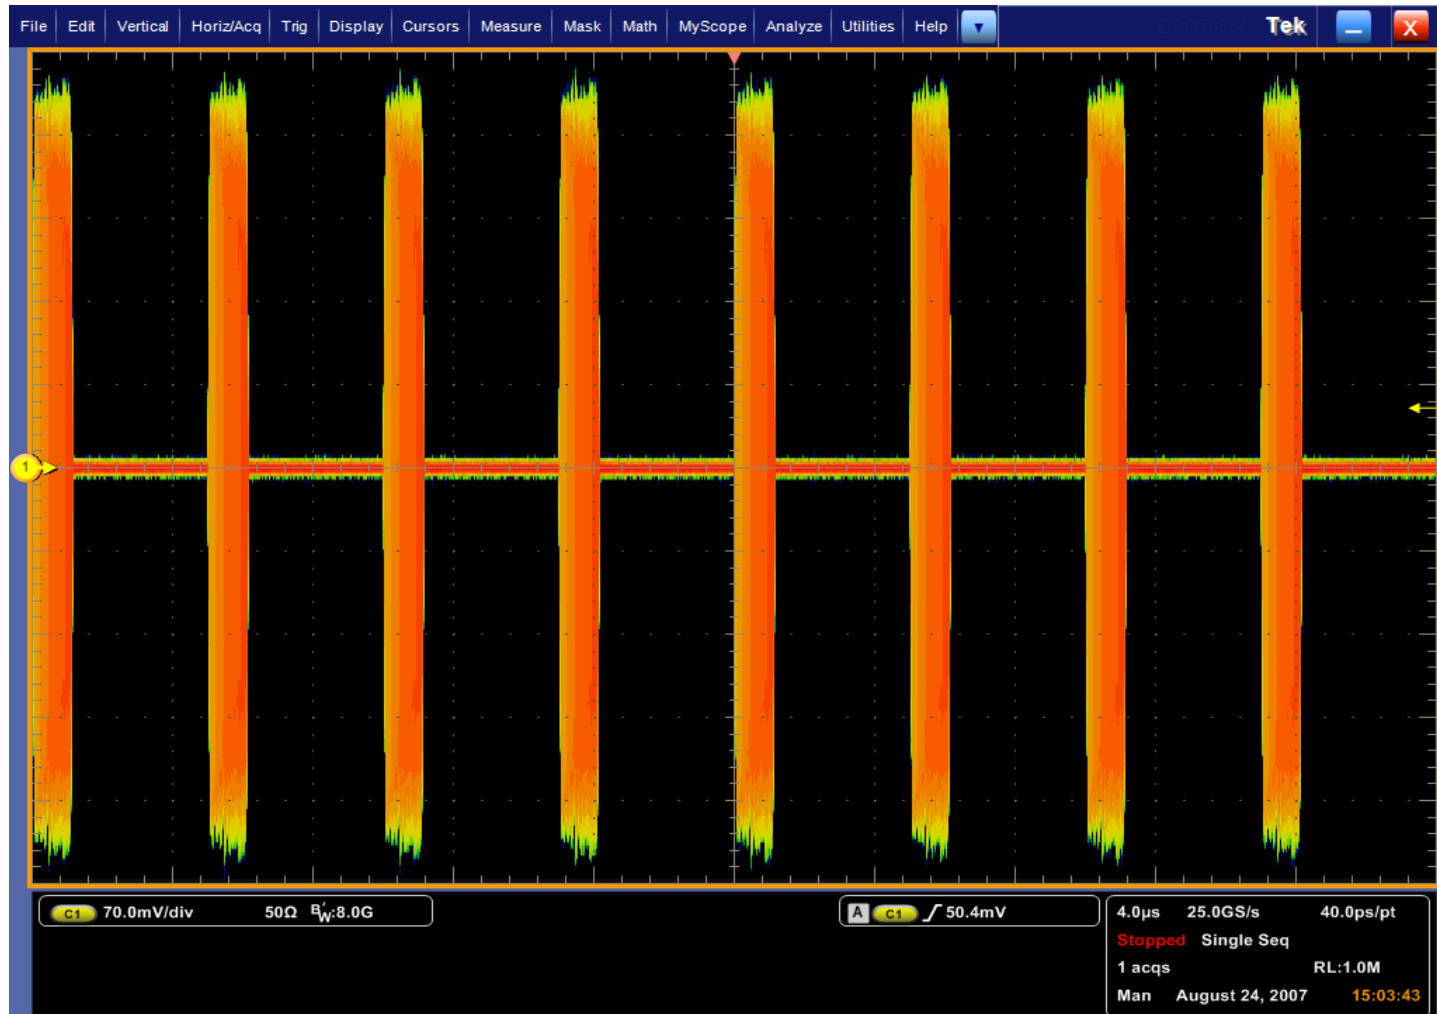 File Edit Vertical Horiz/Acq Trig Display Cursors Measure Mask Math MyScope Analyze Utilities Help Tek X
1
C1 70.0mV/div 50Ω BW:8.0G
A C1 50.4mV
4.0µs 25.0GS/s 40.0ps/pt
Stopped Single Seq
1 acqs RL:1.0M
Man August 24, 2007 15:03:43